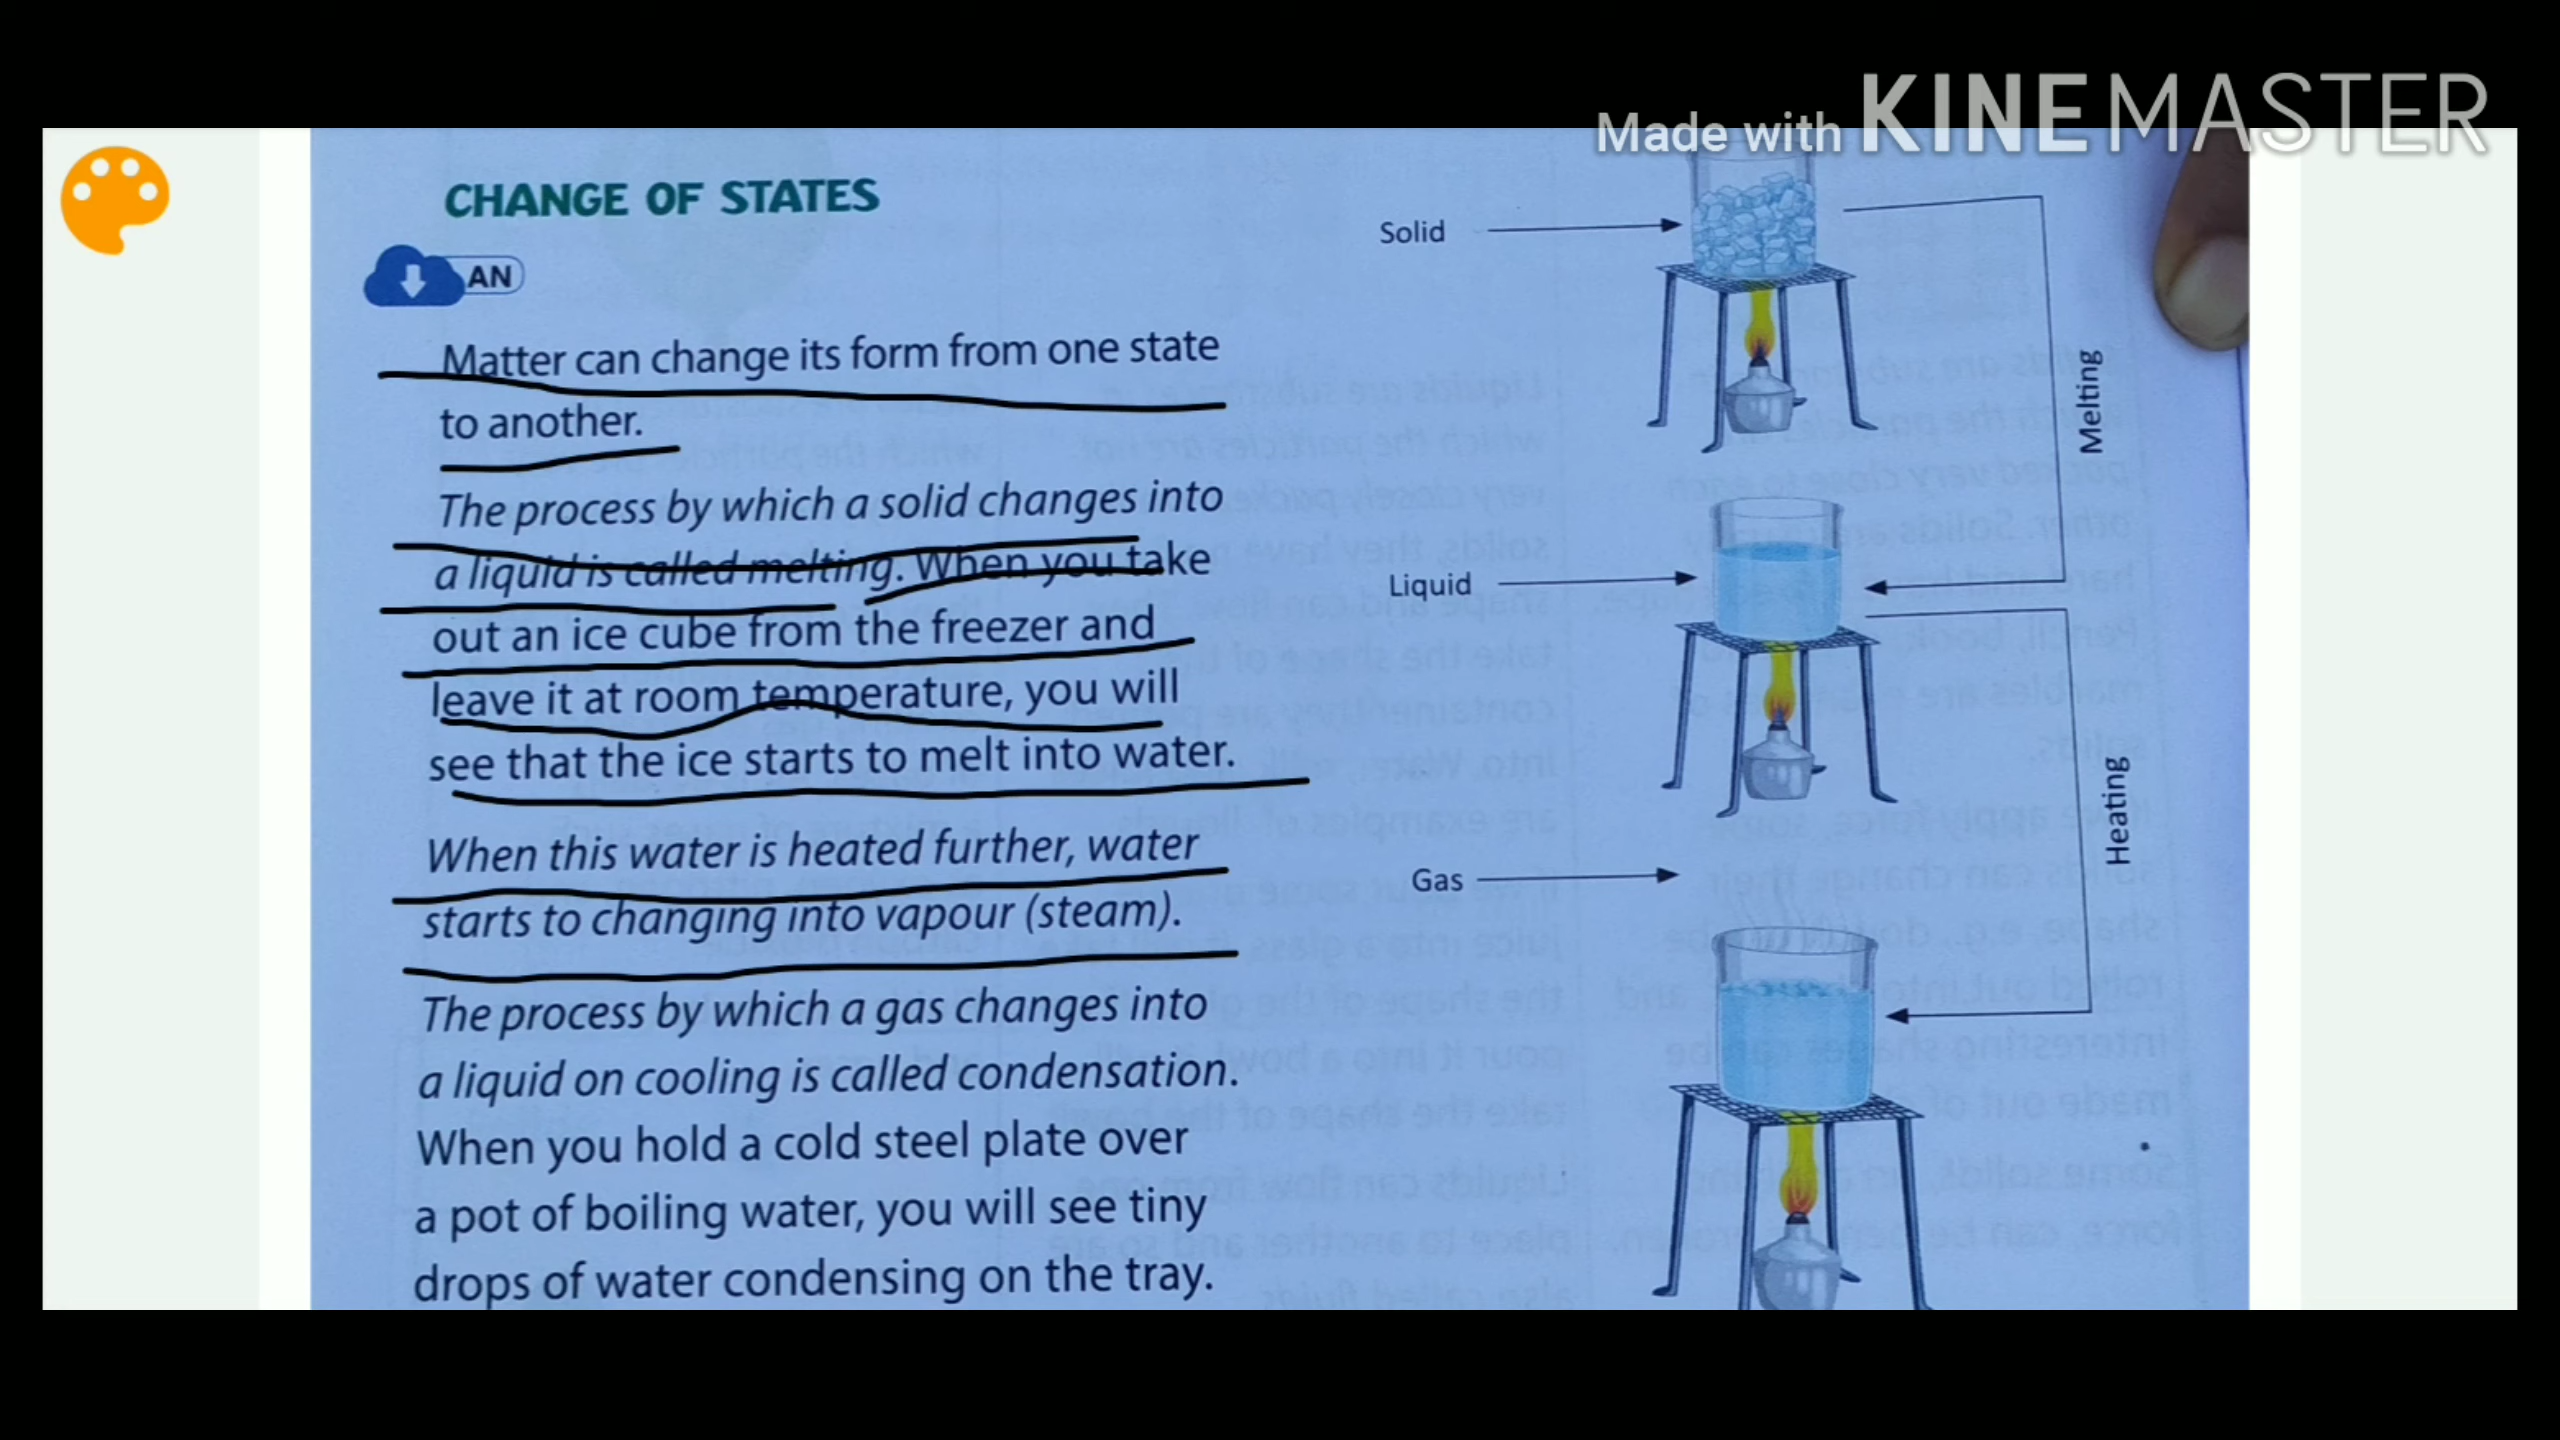 Made with KINEMASTER
CHANGE OF STATES
AN
Matter can change its form from one state
to another.
The process by which a solid changes into
a liquid is called melting. When you take
out an ice cube from the freezer and
leave it at room temperature, you will
see that the ice starts to melt into water.
When this water is heated further, water
starts to changing into vapour (steam).
The process by which a gas changes into
a liquid on cooling is called condensation.
When you hold a cold steel plate over
a pot of boiling water, you will see tiny
drops of water condensing on the tray.
Solid
Melting
Liquid
Heating
Gas